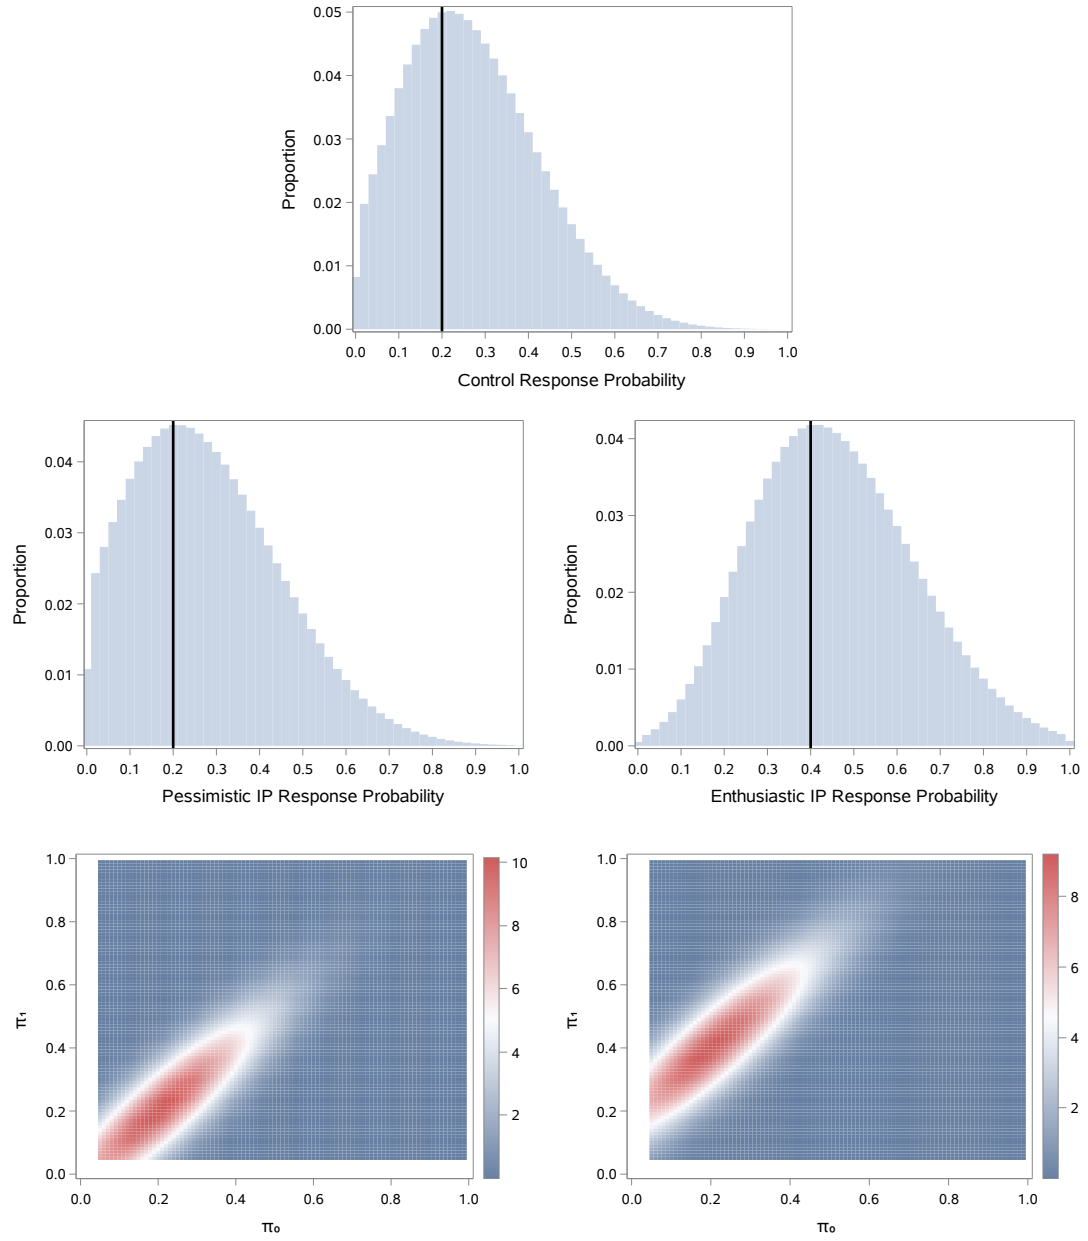 0.05
0.04
0.03
0.02
0.01
0.00
Proportion
0.0 0.1 0.2 0.3 0.4 0.5 0.6 0.7 0.8 0.9 1.0
Control Response Probability
0.04
0.03
0.02
0.01
0.00
Proportion
0.0 0.1 0.2 0.3 0.4 0.5 0.6 0.7 0.8 0.9 1.0
Pessimistic IP Response Probability
0.04
0.03
0.02
0.01
0.00
Proportion
0.0 0.1 0.2 0.3 0.4 0.5 0.6 0.7 0.8 0.9 1.0
Enthusiastic IP Response Probability
1.0
0.8
0.6
0.4
0.2
0.0
π₁
0.0 0.2 0.4 0.6 0.8 1.0
π₀
10
8
6
4
2
1.0
0.8
0.6
0.4
0.2
0.0
π₁
0.0 0.2 0.4 0.6 0.8 1.0
π₀
8
6
4
2